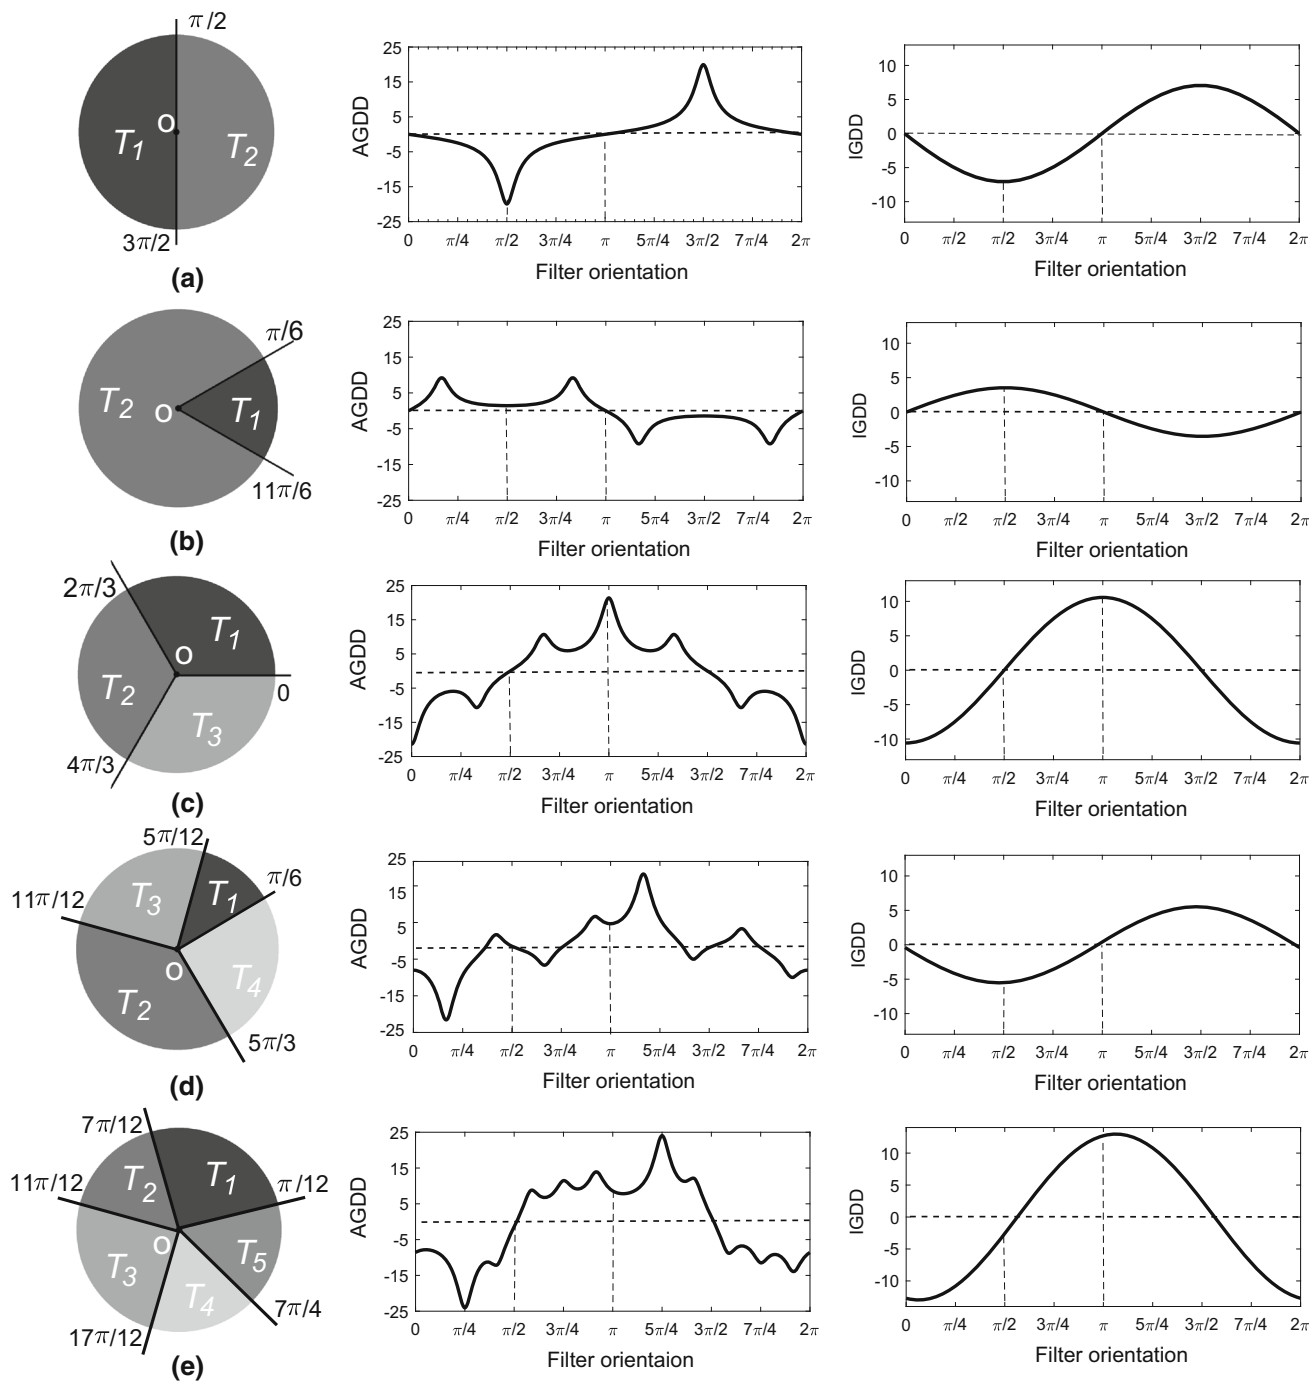 π/2
O
T1
T2
3π/2
(a)
AGDD
15
5
-5
-15
-25
0 π/4 π/2 3π/4 π 5π/4 3π/2 7π/4 2π
Filter orientation
IGDD
10
5
0
-5
-10
0 π/2 π/2 3π/4 π 5π/4 3π/2 7π/4 2π
Filter orientation
π/6
T2
O
T1
11π/6
(b)
AGDD
25
15
5
-5
-15
-25
0 π/4 π/2 3π/4 π 5π4 3π/2 7π/4 2π
Filter orientation
IGDD
10
5
0
-5
-10
0 π/2 π/2 3π/4 π 5π/4 3π/2 7π/4 2π
Filter orientation
2π/3
T1
O
T2
0
T3
4π/3
(c)
AGDD
25
15
5
-5
-15
-25
0 π/4 π/2 3π/4 π 5π/4 3π/2 7π/4 2π
Filter orientation
IGDD
10
5
0
-5
-10
0 π/4 π/2 3π/4 π 5π/4 3π/2 7π/4 2π
Filter orientation
5π/12
π/6
11π/12
T3
T1
O
T4
T2
5π/3
(d)
AGDD
25
15
5
-5
-15
-25
0 π/4 π/2 3π/4 π 5π/4 3π/2 7π/4 2π
Filter orientation
IGDD
10
5
0
-5
-10
0 π/4 π/2 3π/4 π 5π/4 3π/2 7π/4 2π
Filter orientation
7π/12
11π/12
T2
T1
π/12
O
T3
T5
T4
7π/4
17π/12
(e)
AGDD
25
15
5
-5
-15
-25
0 π/4 π/2 3π/4 π 5π/4 3π/2 7π/4 2π
Filter orientaion
IGDD
10
5
0
-5
-10
0 π/4 π/2 3π/4 π 5π/4 3π/2 7π/4 2π
Filter orientation